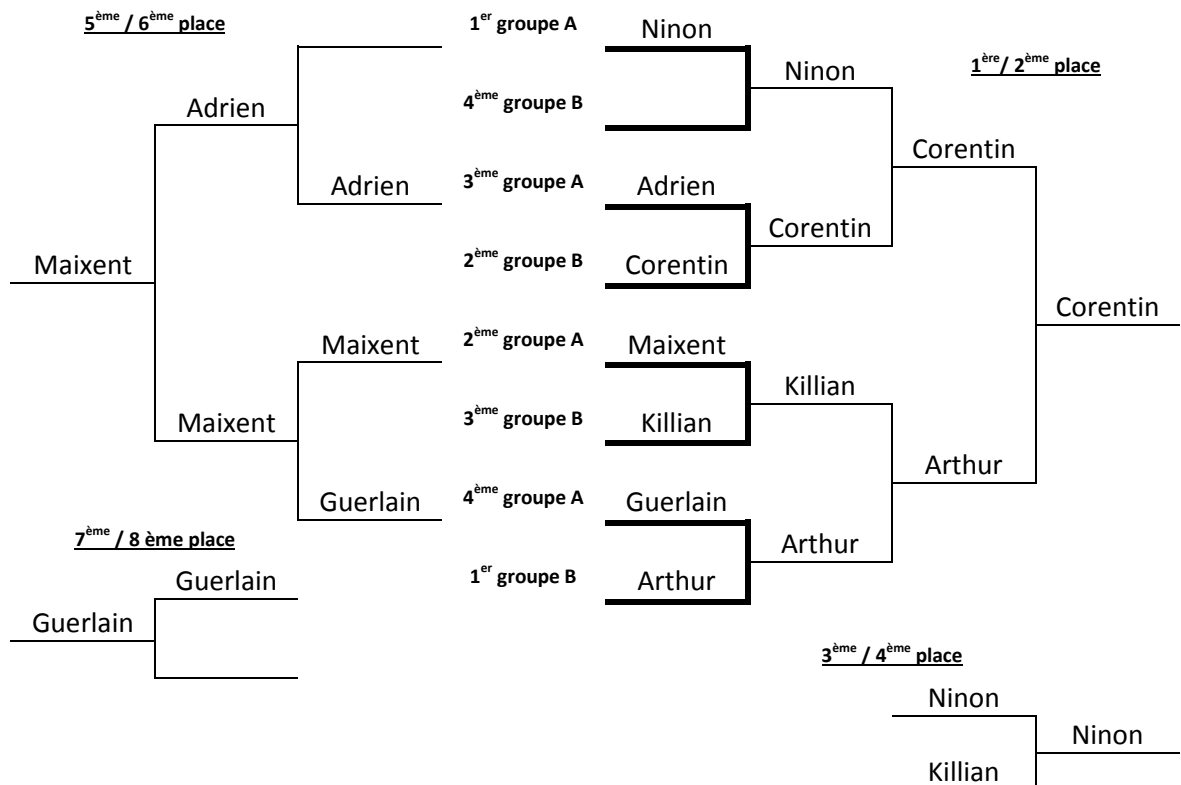 5ème / 6ème place
1er groupe A
Ninon
1ère/ 2ème place
Ninon
Adrien
4ème groupe B
Corentin
Adrien
3ème groupe A
Adrien
Corentin
Maixent
2ème groupe B
Corentin
Corentin
Maixent
2ème groupe A
Maixent
Killian
Maixent
3ème groupe B
Killian
Arthur
Guerlain
4ème groupe A
Guerlain
7ème / 8 ème place
Arthur
Guerlain
1er groupe B
Arthur
Guerlain
3ème / 4ème place
Ninon
Ninon
Killian